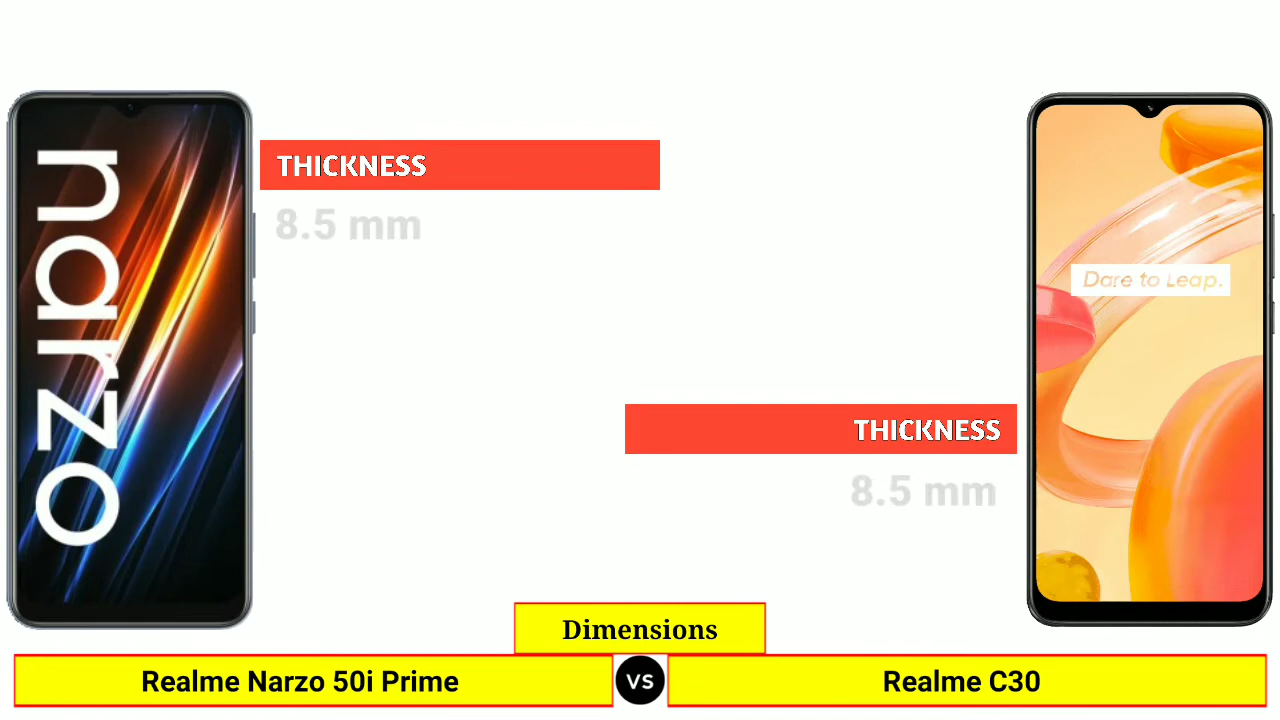 narzo
THICKNESS
8.5 mm
Dare to Leap.
THICKNESS
8.5 mm
Dimensions
Realme Narzo 50i Prime
VS
Realme C30